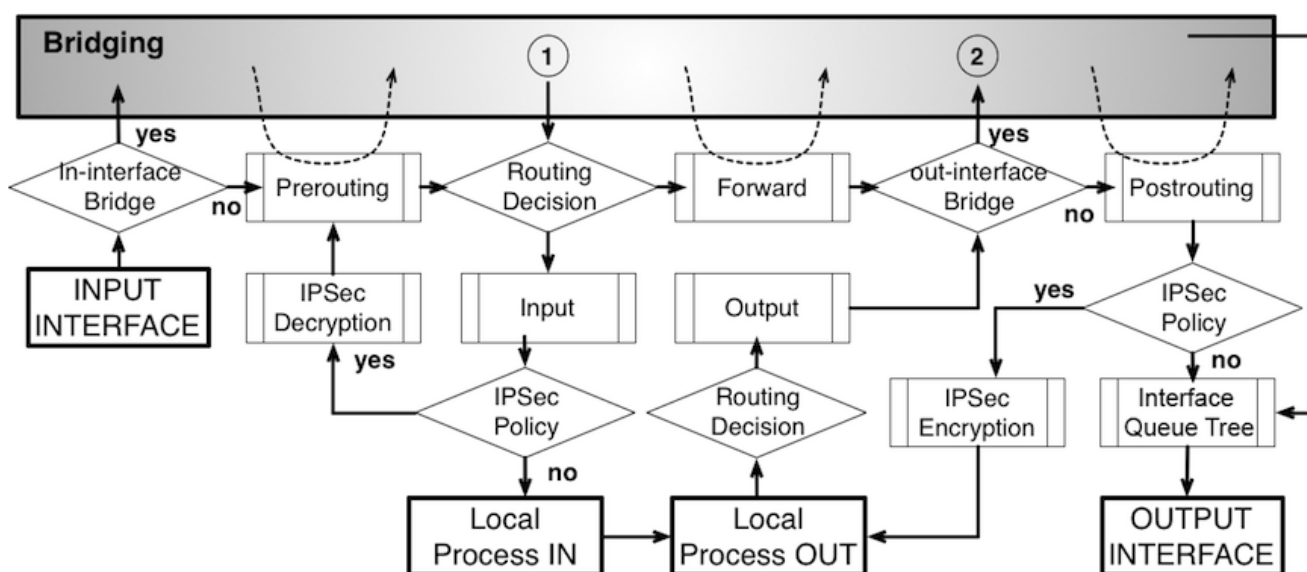 Bridging
1
2
yes
yes
In-interface
Bridge
no
Prerouting
Routing
Decision
Forward
out-interface
Bridge
no
Postrouting
INPUT
INTERFACE
IPSec
Decryption
Input
Output
yes
IPSec
Policy
yes
no
IPSec
Policy
Routing
Decision
IPSec
Encryption
Interface
Queue Tree
no
Local
Process IN
Local
Process OUT
OUTPUT
INTERFACE